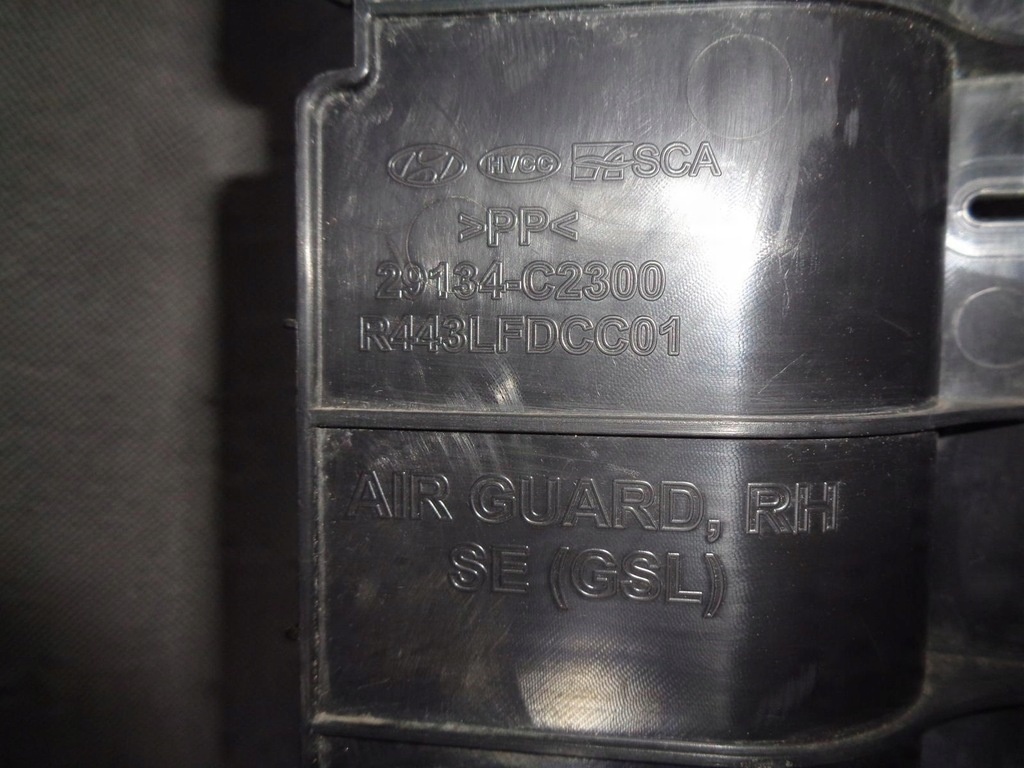 HVCC SCA
>PP<
29134-C2300
R443LFDCC01
AIR GUARD, RH
SE (GSL)